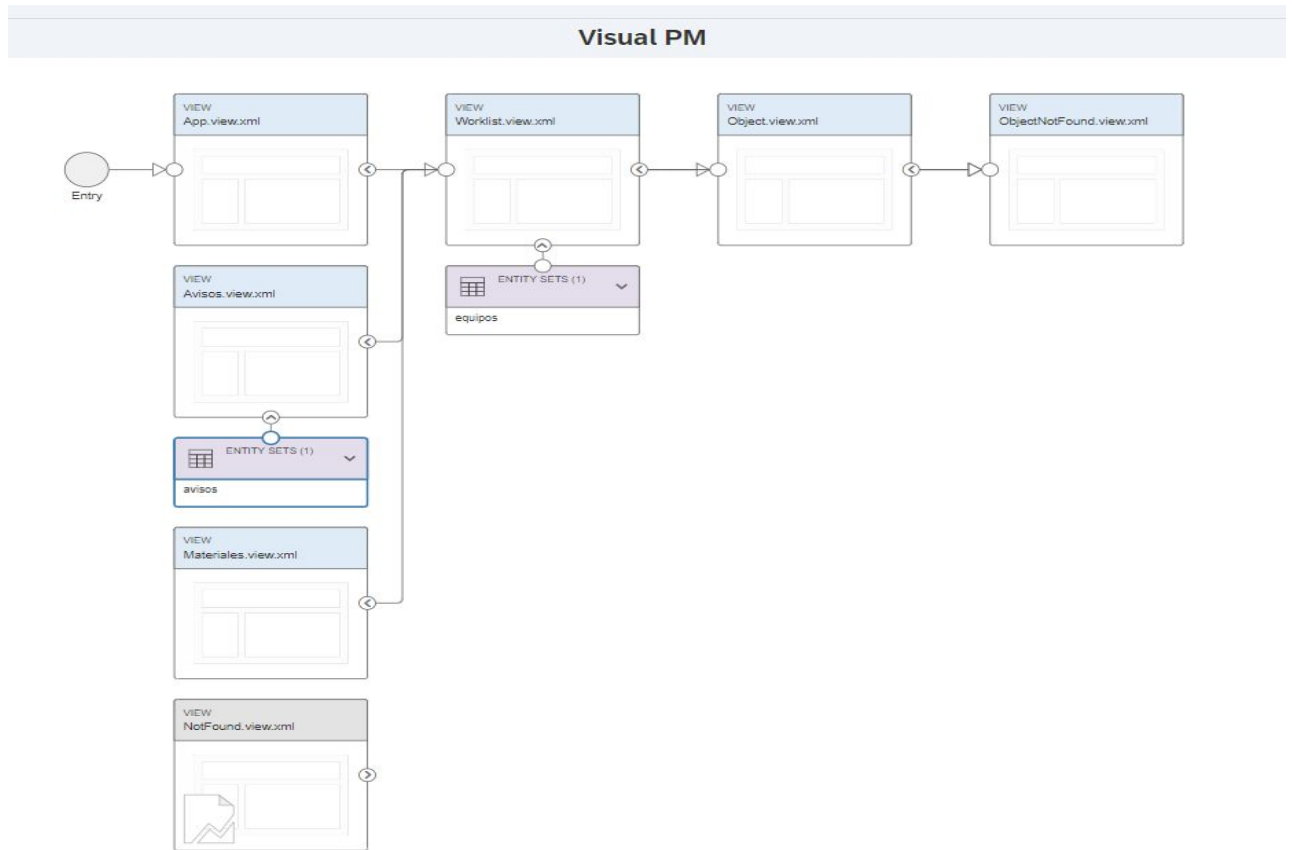 Visual PM
VIEW
App.view.xml
VIEW
Worklist.view.xml
VIEW
Object.view.xml
VIEW
ObjectNotFound.view.xml
Entry
VIEW
Avisos.view.xml
ENTITY SETS (1)
equipos
ENTITY SETS (1)
avisos
VIEW
Materiales.view.xml
VIEW
NotFound.view.xml